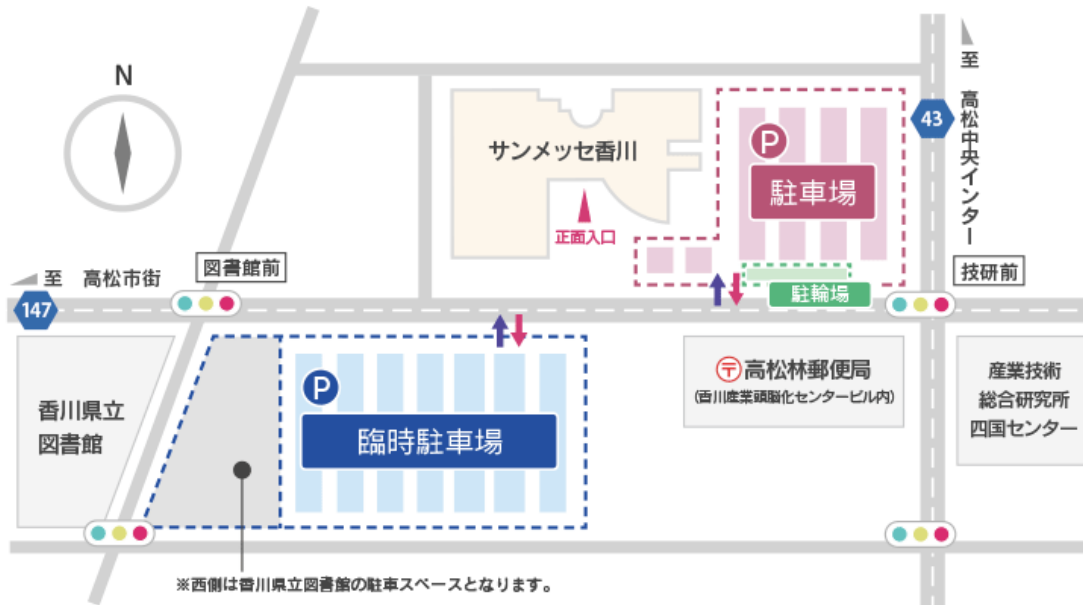 N
サンメッセ香川
正面入口
P
駐車場
駐輪場
43
至 高松中央インター
技研前
図書館前
至 高松市街
147
香川県立
図書館
P
臨時駐車場
〒高松林郵便局
(香川産業頭脳化センタービル内)
産業技術
総合研究所
四国センター
※西側は香川県立図書館の駐車スペースとなります。